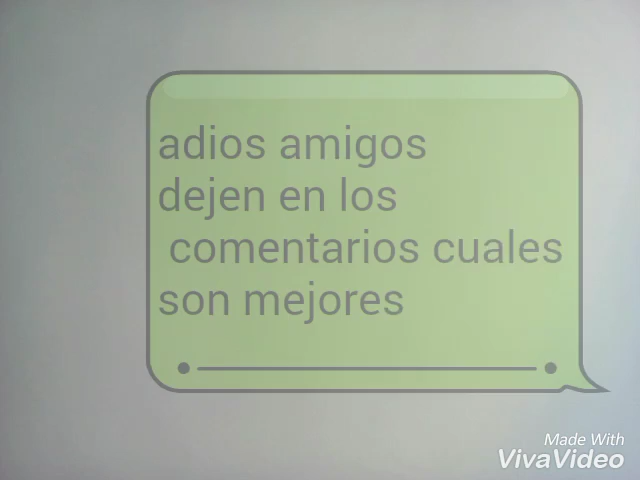 adios amigos
dejen en los
comentarios cuales
son mejores
Made With
VivaVideo